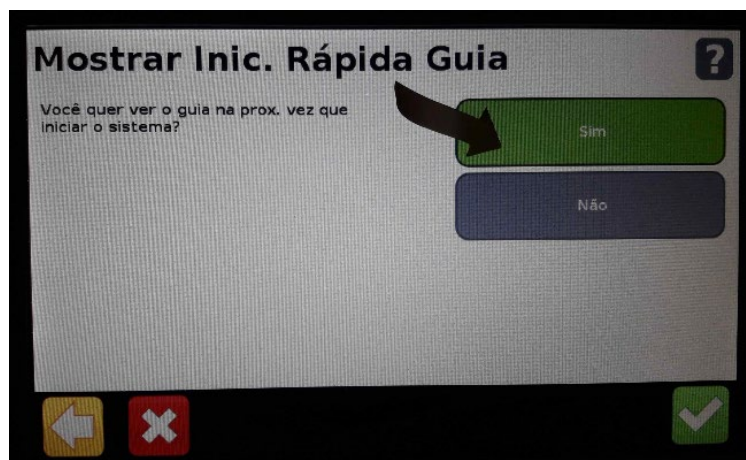 Mostrar Inic. Rápida Guia
?
Você quer ver o guia na prox. vez que
iniciar o sistema?
Sim
Não